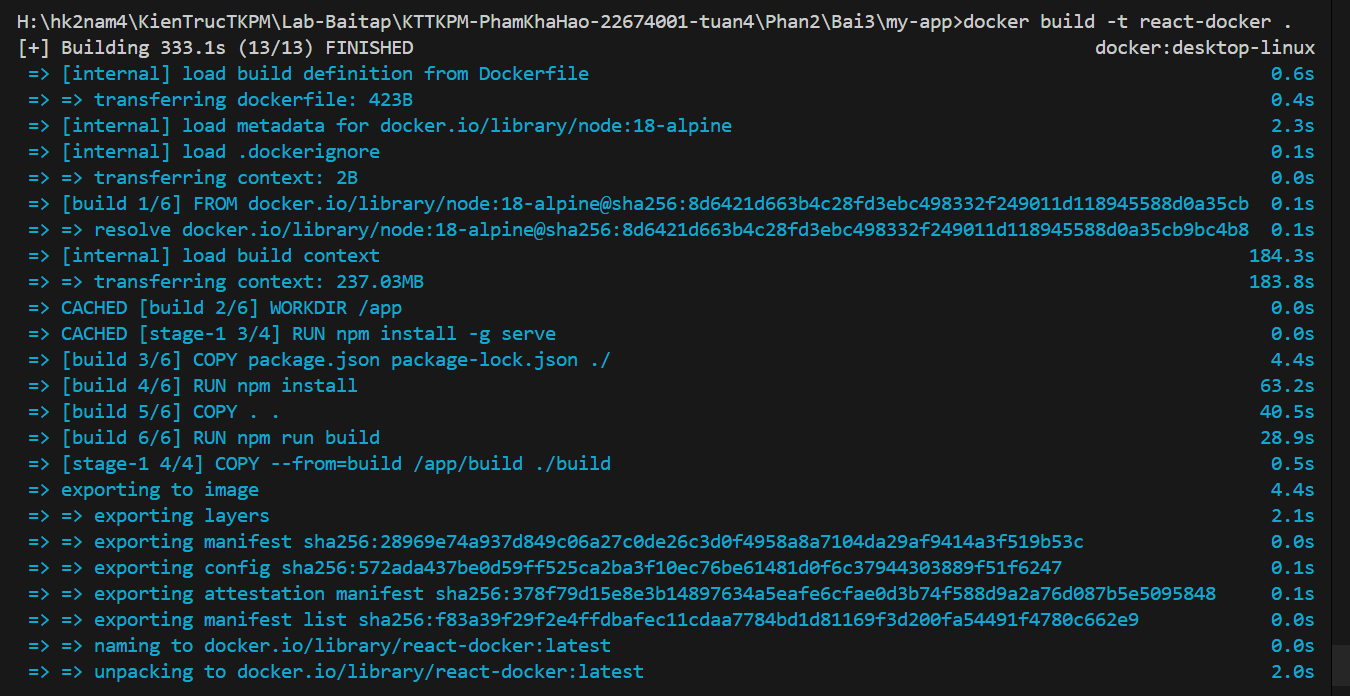 H:\hk2nam4\KienTrucTKPM\Lab-Baitap\KTTKPM-PhamKhaHao-22674001-tuan4\Phan2\Bai3\my-app>docker build -t react-docker .
[+] Building 333.1s (13/13) FINISHED docker:desktop-linux
=> [internal] load build definition from Dockerfile 0.6s
=> => transferring dockerfile: 423B 0.4s
=> [internal] load metadata for docker.io/library/node:18-alpine 2.3s
=> [internal] load .dockerignore 0.1s
=> => transferring context: 2B 0.0s
=> [build 1/6] FROM docker.io/library/node:18-alpine@sha256:8d6421d663b4c28fd3ebc498332f249011d118945588d0a35cb 0.1s
=> => resolve docker.io/library/node:18-alpine@sha256:8d6421d663b4c28fd3ebc498332f249011d118945588d0a35cb9bc4b8 0.1s
=> [internal] load build context 184.3s
=> => transferring context: 237.03MB 183.8s
=> CACHED [build 2/6] WORKDIR /app 0.0s
=> CACHED [stage-1 3/4] RUN npm install -g serve 0.0s
=> [build 3/6] COPY package.json package-lock.json ./ 4.4s
=> [build 4/6] RUN npm install 63.2s
=> [build 5/6] COPY . . 40.5s
=> [build 6/6] RUN npm run build 28.9s
=> [stage-1 4/4] COPY --from=build /app/build ./build 0.5s
=> exporting to image 4.4s
=> => exporting layers 2.1s
=> => exporting manifest sha256:28969e74a937d849c06a27c0de26c3d0f4958a8a7104da29af9414a3f519b53c 0.0s
=> => exporting config sha256:572ada437be0d59ff525ca2ba3f10ec76be61481d0f6c37944303889f51f6247 0.1s
=> => exporting attestation manifest sha256:378f79d15e8e3b14897634a5eafe6cfae0d3b74f588d9a2a76d087b5e5095848 0.1s
=> => exporting manifest list sha256:f83a39f29f2e4ffdbafec11cdaa7784bd1d81169f3d200fa54491f4780c662e9 0.0s
=> => naming to docker.io/library/react-docker:latest 0.0s
=> => unpacking to docker.io/library/react-docker:latest 2.0s